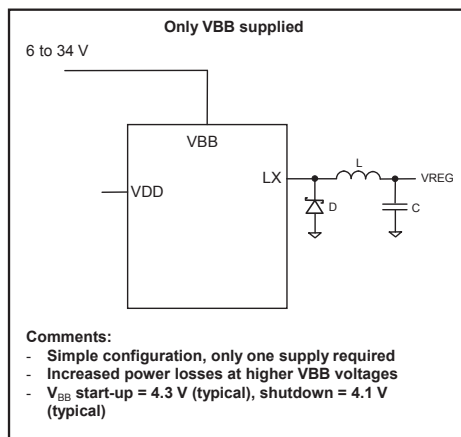 Only VBB supplied
6 to 34 V
VBB
VDD
LX
L
VREG
D
C
Comments:
- Simple configuration, only one supply required
- Increased power losses at higher VBB voltages
- VBB start-up = 4.3 V (typical), shutdown = 4.1 V
(typical)